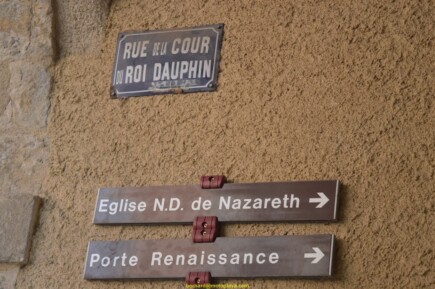 RUE DE LA COUR
DU ROI DAUPHIN
Eglise N.D. de Nazareth
Porte Renaissance